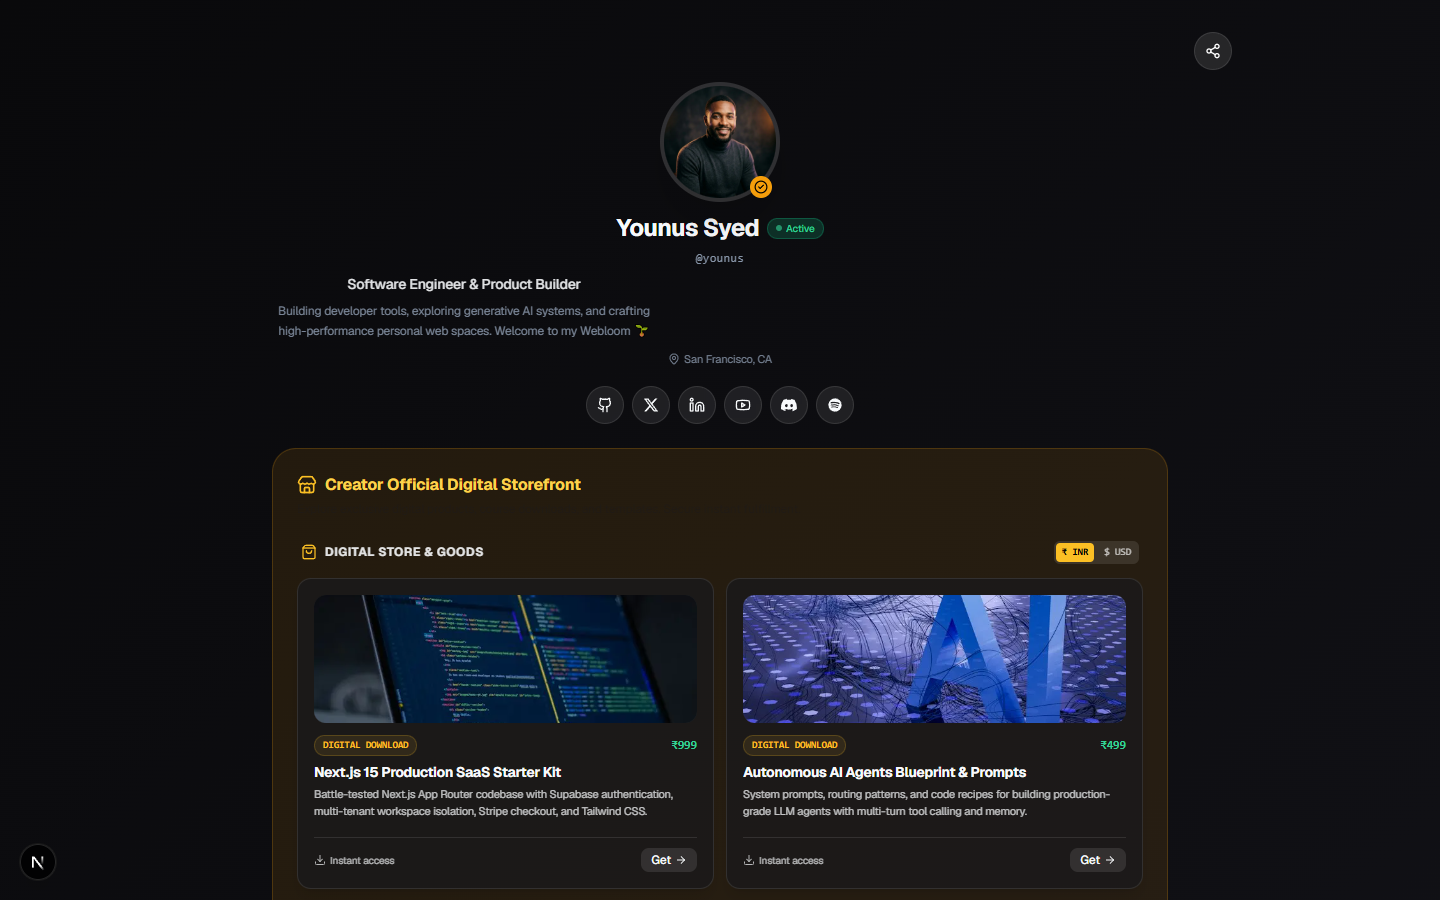 Younus Syed Active
@younus
Software Engineer & Product Builder
Building developer tools, exploring generative AI systems, and crafting
high-performance personal web spaces. Welcome to my Webloom 🌱
San Francisco, CA
Creator Official Digital Storefront
DIGITAL STORE & GOODS
₹ INR $ USD
DIGITAL DOWNLOAD ₹999
Next.js 15 Production SaaS Starter Kit
Battle-tested Next.js App Router codebase with Supabase authentication,
multi-tenant workspace isolation, Stripe checkout, and Tailwind CSS.
Instant access Get →
AI
DIGITAL DOWNLOAD ₹499
Autonomous AI Agents Blueprint & Prompts
System prompts, routing patterns, and code recipes for building production-
grade LLM agents with multi-turn tool calling and memory.
Instant access Get →
N